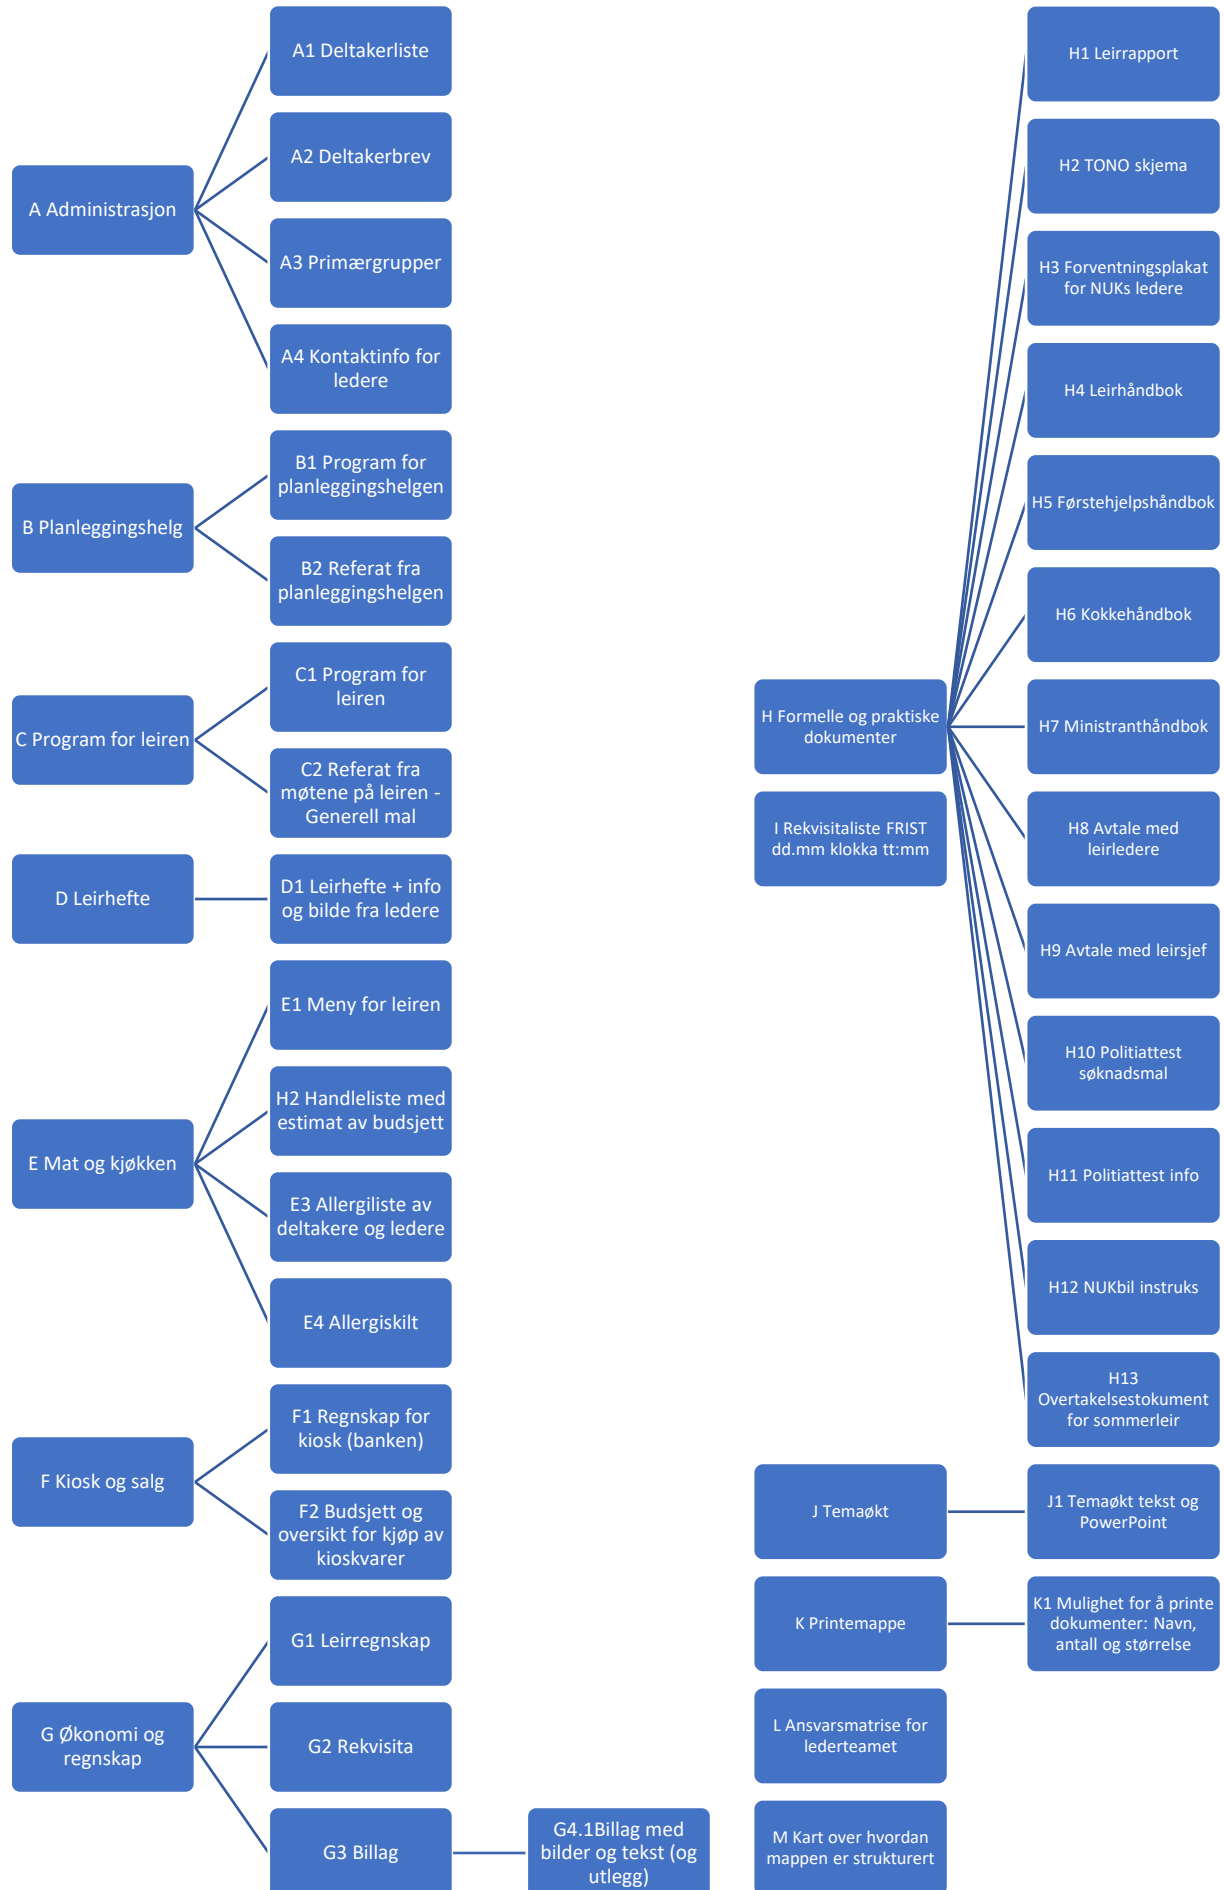 A Administrasjon
A1 Deltakerliste
A2 Deltakerbrev
A3 Primærgrupper
A4 Kontaktinfo for
ledere
B Planleggingshelg
B1 Program for
planleggingshelgen
B2 Referat fra
planleggingshelgen
C Program for leiren
C1 Program for
leiren
C2 Referat fra
møtene på leiren -
Generell mal
D Leirhefte
D1 Leirhefte + info
og bilde fra ledere
E Mat og kjøkken
E1 Meny for leiren
H2 Handleliste med
estimat av budsjett
E3 Allergiliste av
deltakere og ledere
E4 Allergiskilt
F Kiosk og salg
F1 Regnskap for
kiosk (banken)
F2 Budsjett og
oversikt for kjøp av
kioskvarer
G Økonomi og
regnskap
G1 Leirregnskap
G2 Rekvisita
G3 Billag
G4.1Billag med
bilder og tekst (og
utlegg)
H Formelle og praktiske
dokumenter
H1 Leirrapport
H2 TONO skjema
H3 Forventningsplakat
for NUKs ledere
H4 Leirhåndbok
H5 Førstehjelpshåndbok
H6 Kokkehåndbok
H7 Ministranthåndbok
H8 Avtale med
leirledere
H9 Avtale med leirsjef
H10 Politiattest
søknadsmal
H11 Politiattest info
H12 NUKbil instruks
H13
Overtakelsestokument
for sommerleir
I Rekvisitaliste FRIST
dd.mm klokka tt:mm
J Temaøkt
J1 Temaøkt tekst og
PowerPoint
K Printemappe
K1 Mulighet for å printe
dokumenter: Navn,
antall og størrelse
L Ansvarsmatrise for
lederteamet
M Kart over hvordan
mappen er strukturert